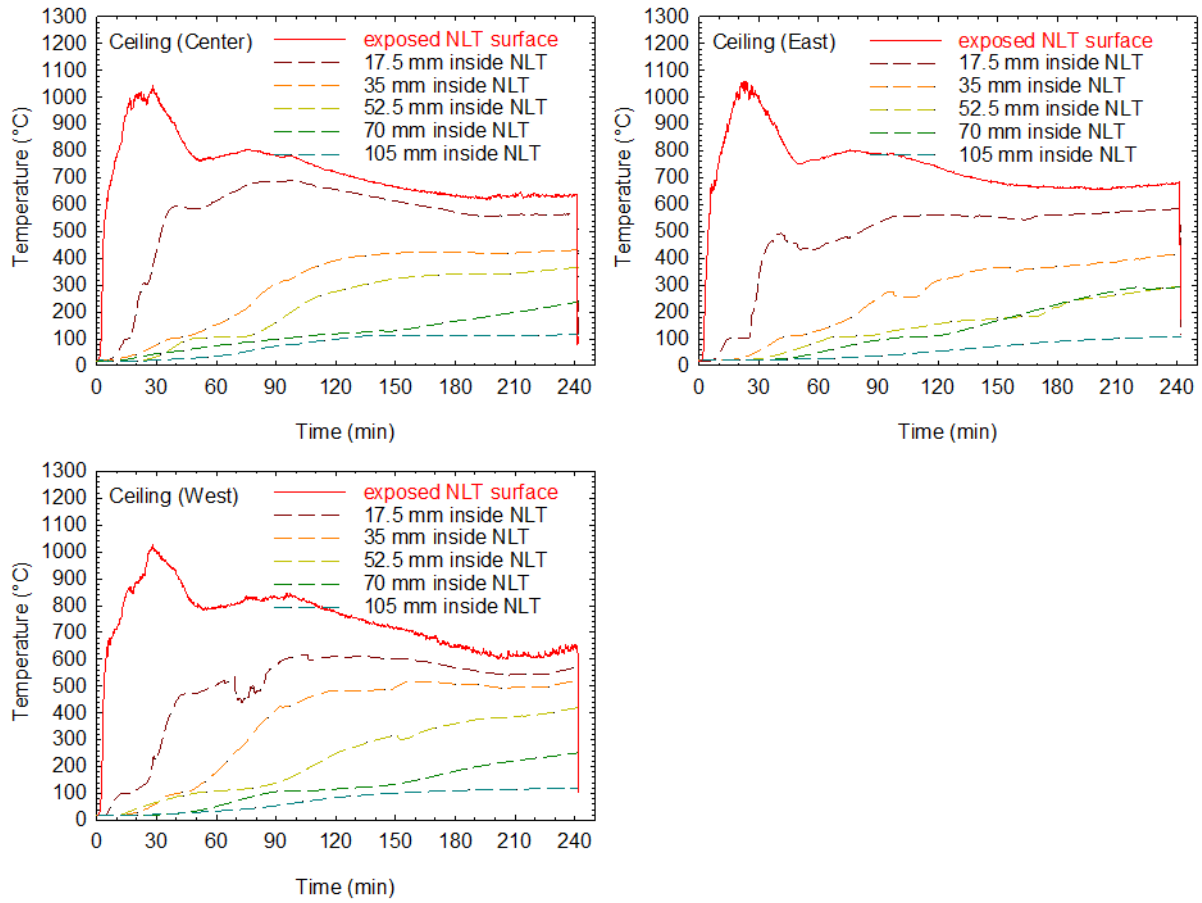 Ceiling (Center)
exposed NLT surface
17.5 mm inside NLT
35 mm inside NLT
52.5 mm inside NLT
70 mm inside NLT
105 mm inside NLT
Temperature (°C)
1300
1200
1100
1000
900
800
700
600
500
400
300
200
100
0
0 30 60 90 120 150 180 210 240
Time (min)
Ceiling (East)
exposed NLT surface
17.5 mm inside NLT
35 mm inside NLT
52.5 mm inside NLT
70 mm inside NLT
105 mm inside NLT
Temperature (°C)
1300
1200
1100
1000
900
800
700
600
500
400
300
200
100
0
0 30 60 90 120 150 180 210 240
Time (min)
Ceiling (West)
exposed NLT surface
17.5 mm inside NLT
35 mm inside NLT
52.5 mm inside NLT
70 mm inside NLT
105 mm inside NLT
Temperature (°C)
1300
1200
1100
1000
900
800
700
600
500
400
300
200
100
0
0 30 60 90 120 150 180 210 240
Time (min)